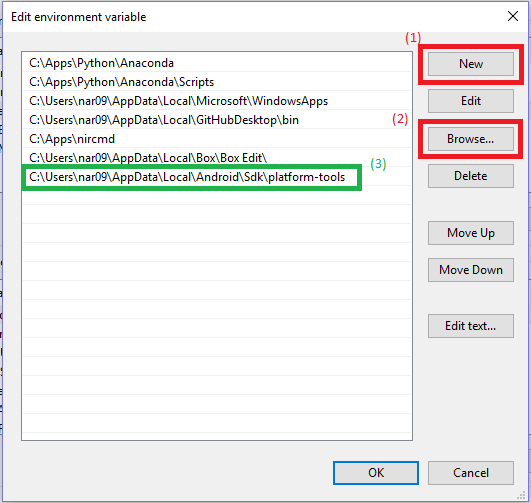 Edit environment variable
(1)
C:\Apps\Python\Anaconda
New
C:\Apps\Python\Anaconda\Scripts
C:\Users\nar09\AppData\Local\Microsoft\WindowsApps
Edit
C:\Users\nar09\AppData\Local\GitHubDesktop\bin
(2)
C:\Apps\nircmd
Browse...
C:\Users\nar09\AppData\Local\Box\Box Edit\
(3)
C:\Users\nar09\AppData\Local\Android\Sdk\platform-tools
Delete
Move Up
Move Down
Edit text...
OK
Cancel